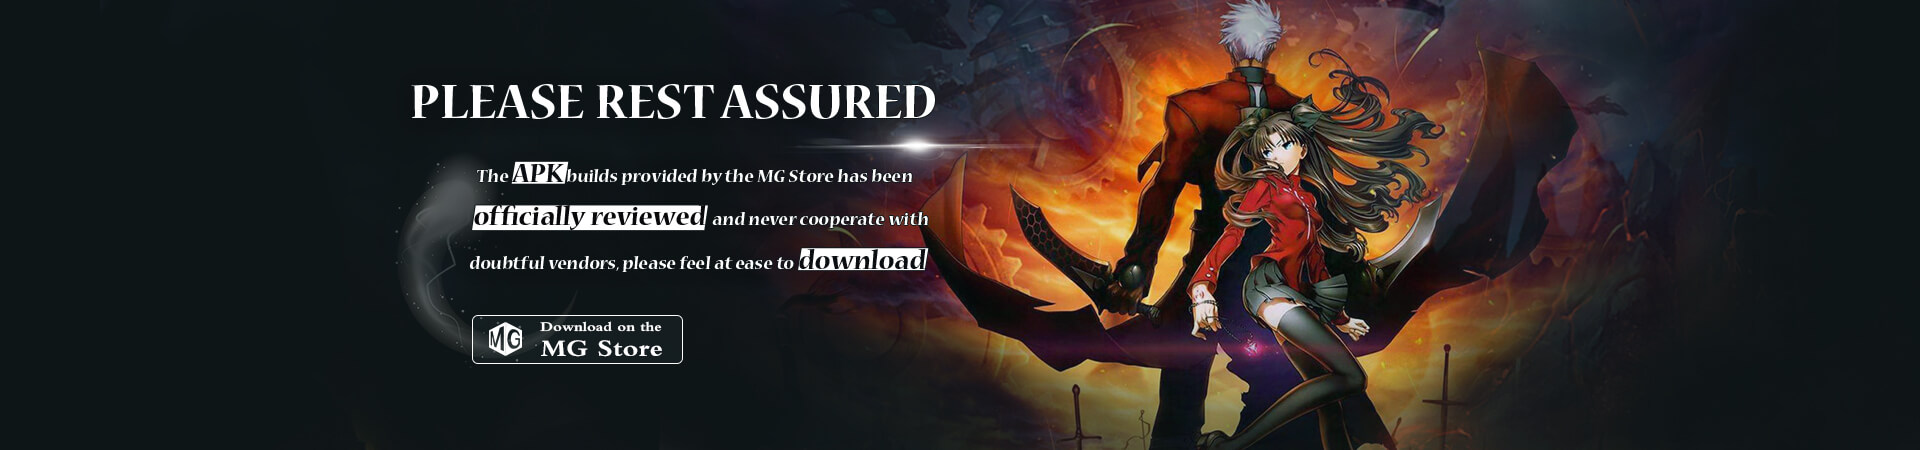 PLEASE REST ASSURED
The APK builds provided by the MG Store has been
officially reviewed and never cooperate with
doubtful vendors, please feel at ease to download
MG
Download on the
MG Store